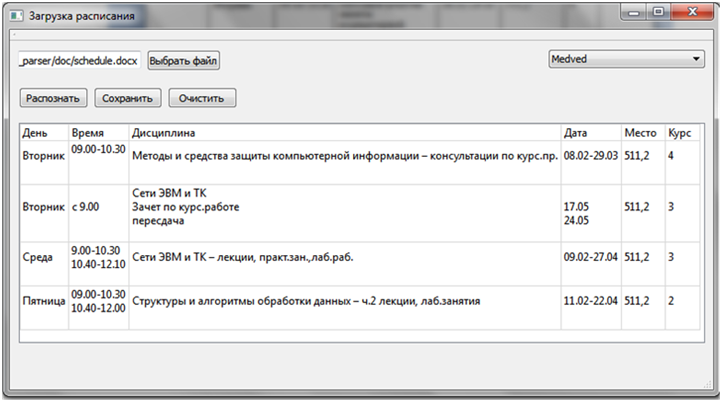 Загрузка расписания
_parser/doc/schedule.docx Выбрать файл Medved
Распознать Сохранить Очистить
День Время Дисциплина Дата Место Курс
Вторник 09.00-10.30 Методы и средства защиты компьютерной информации – консультации по курс.пр. 08.02-29.03 511,2 4
Сети ЭВМ и ТК
Вторник с 9.00 Зачет по курс.работе 17.05 511,2 3
пересдача 24.05
Среда 9.00-10.30 Сети ЭВМ и ТК – лекции, практ.зан.,лаб.раб. 09.02-27.04 511,2 3
10.40-12.10
Пятница 09.00-10.30 Структуры и алгоритмы обработки данных – ч.2 лекции, лаб.занятия 11.02-22.04 511,2 2
10.40-12.00